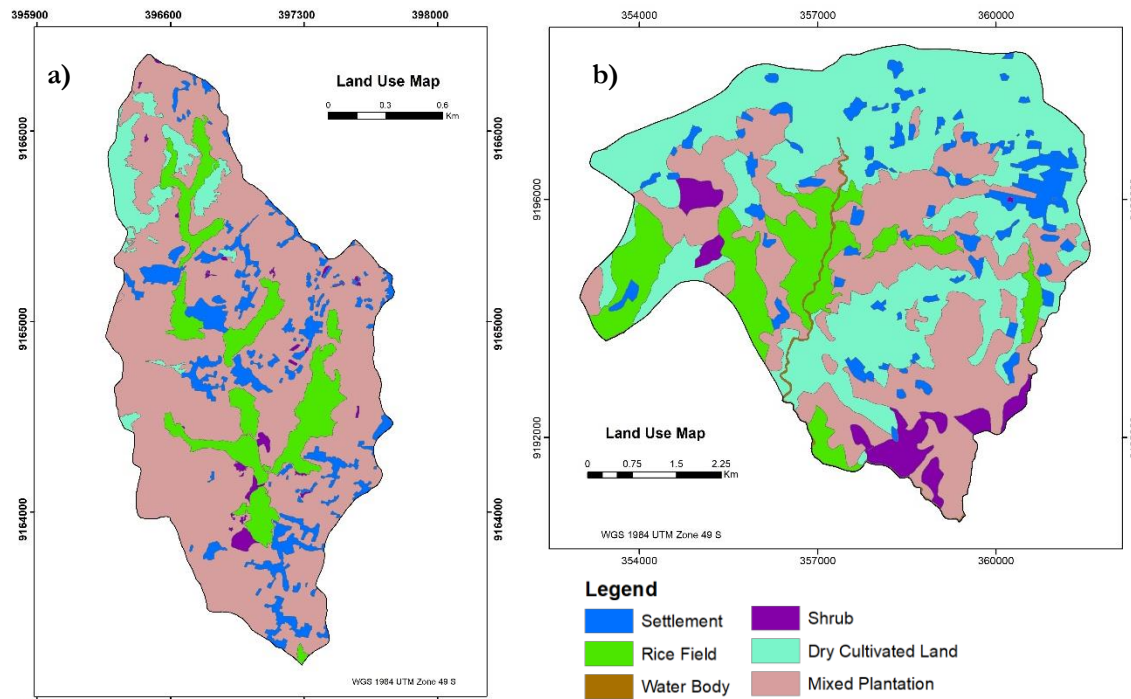 395900 396600 397300 398000
a)
Land Use Map
0 0.3 0.6
Km
9166000 9166000
9165000 9165000
9164000 9164000
WGS 1984 UTM Zone 49 S
354000 357000 360000
b)
9196000 9196000
9192000
Land Use Map
0 0.75 1.5 2.25
Km
WGS 1984 UTM Zone 49 S
354000 357000 360000
Legend
Settlement
Rice Field
Water Body
Shrub
Dry Cultivated Land
Mixed Plantation